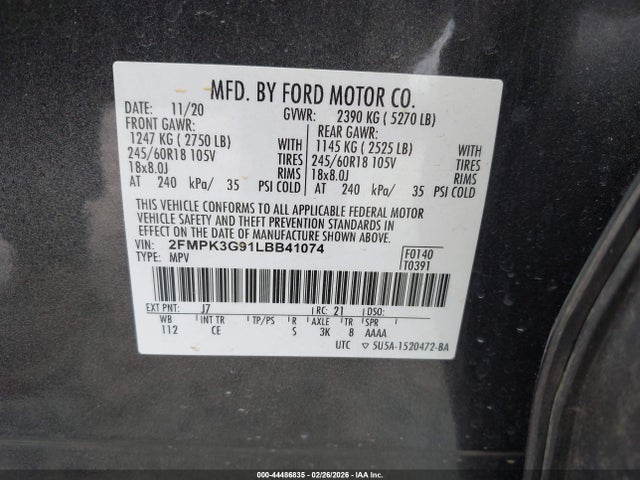 MFD. BY FORD MOTOR CO.
DATE: 11/20 GVWR: 2390 KG ( 5270 LB)
FRONT GAWR: REAR GAWR:
1247 KG ( 2750 LB) WITH 1145 KG ( 2525 LB) WITH
245/60R18 105V TIRES 245/60R18 105V TIRES
18x8.0J RIMS 18x8.0J RIMS
AT 240 kPa/ 35 PSI COLD AT 240 kPa/ 35 PSI COLD
THIS VEHICLE CONFORMS TO ALL APPLICABLE FEDERAL MOTOR
VEHICLE SAFETY AND THEFT PREVENTION STANDARDS IN
EFFECT ON THE DATE OF MANUFACTURE SHOWN ABOVE.
VIN: 2FMPK3G91LBB41074 F0140
TYPE: MPV T0391
EXT PNT: J7 RC: 21 DSO:
WB INT TR TP/PS R AXLE TR SPR
112 CE S 3K B AAAA
UTC 5U5A-1520472-BA
000-44486835 - 02/26/2026 - IAA Inc.